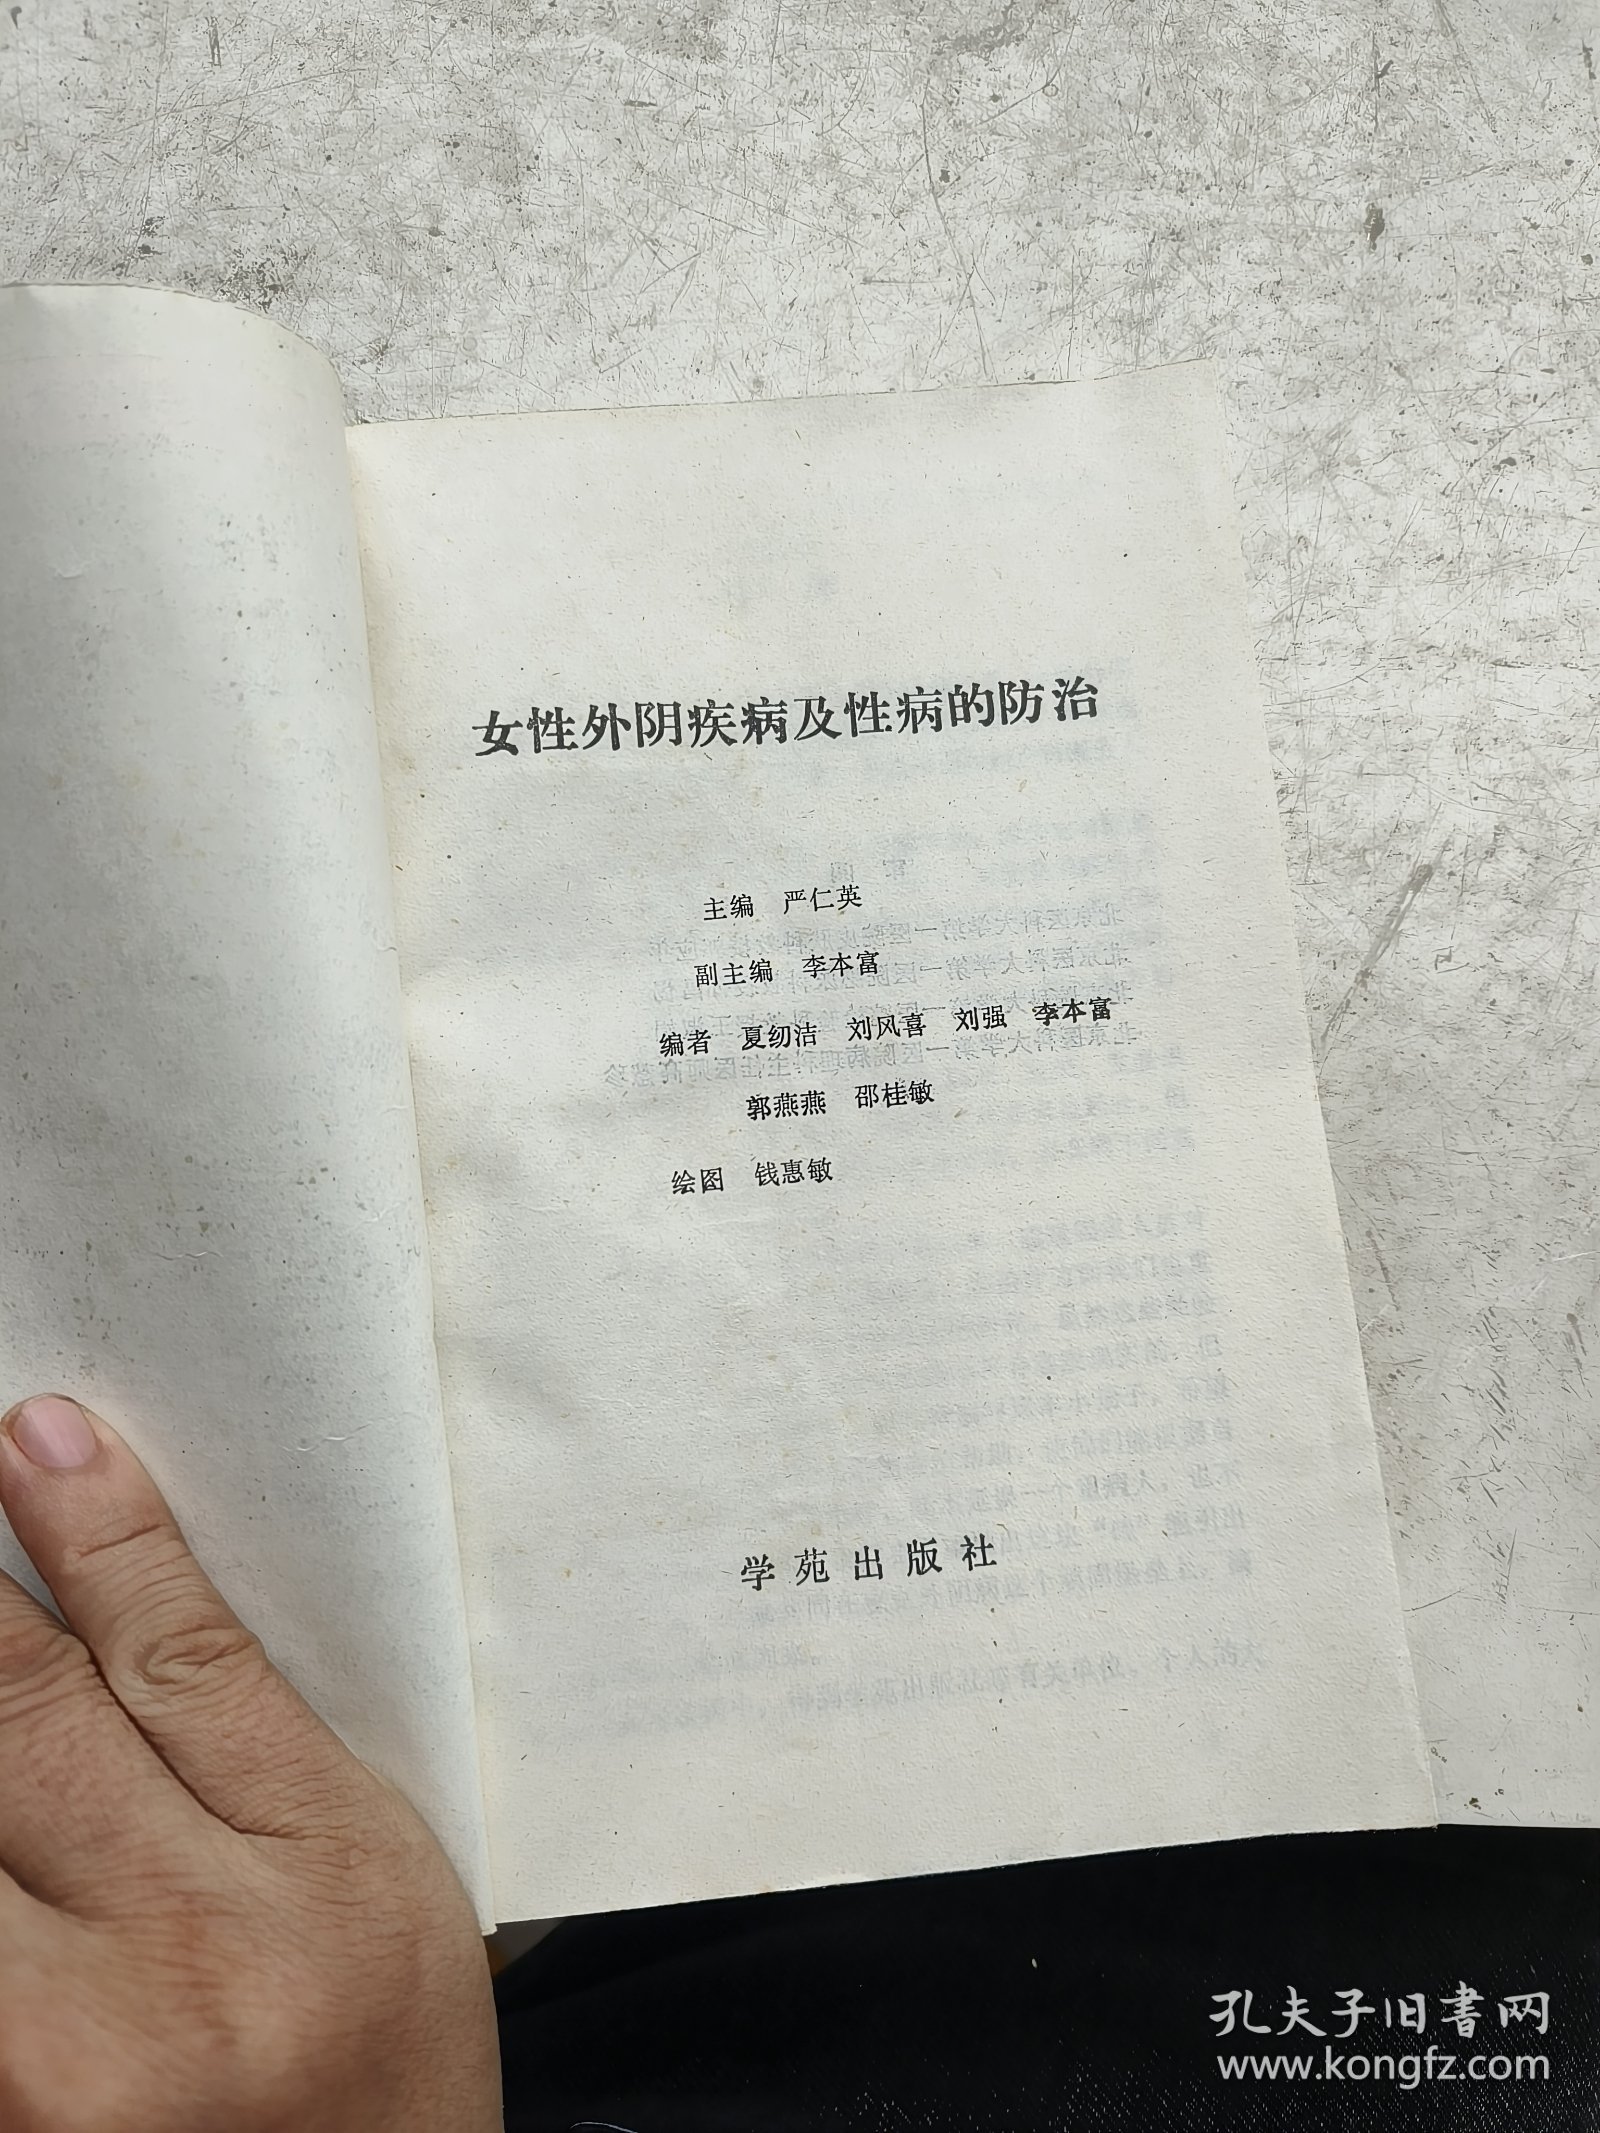 女性外阴疾病及性病的防治
主编 严仁英
副主编 李本富
编者 夏纫洁 刘风喜 刘强 李本富
郭燕燕 邵桂敏
绘图 钱惠敏
学苑出版社
孔夫子旧书网
www.kongfz.com